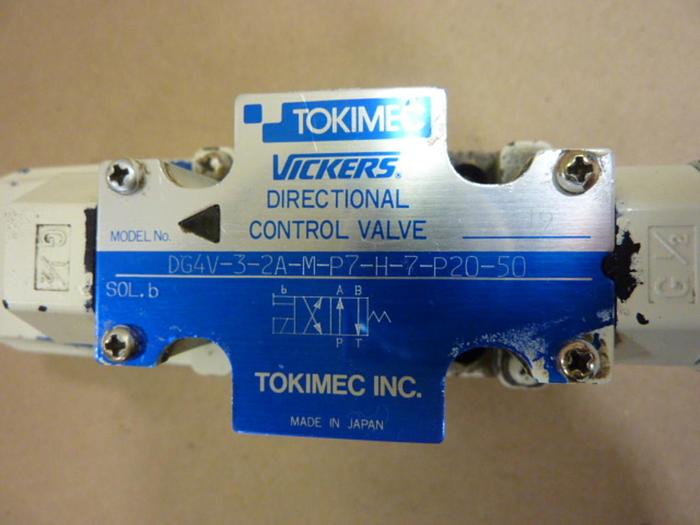 TOKIMEC
VICKERS®
DIRECTIONAL
CONTROL VALVE
MODEL No.
DG4V-3-2A-M-P7-H-7-P20-50
SOL.b
b A B
P T
TOKIMEC INC.
MADE IN JAPAN